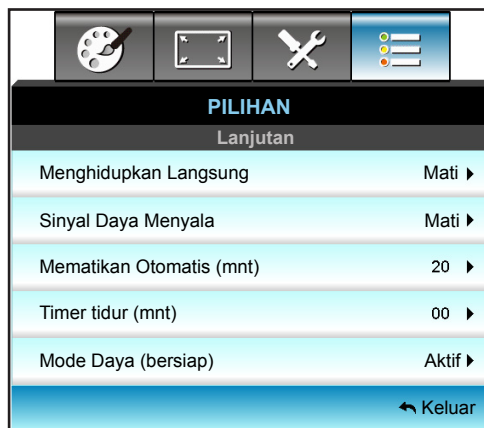 PILIHAN
Lanjutan
Menghidupkan Langsung Mati
Sinyal Daya Menyala Mati
Mematikan Otomatis (mnt) 20
Timer tidur (mnt) 00
Mode Daya (bersiap) Aktif
Keluar